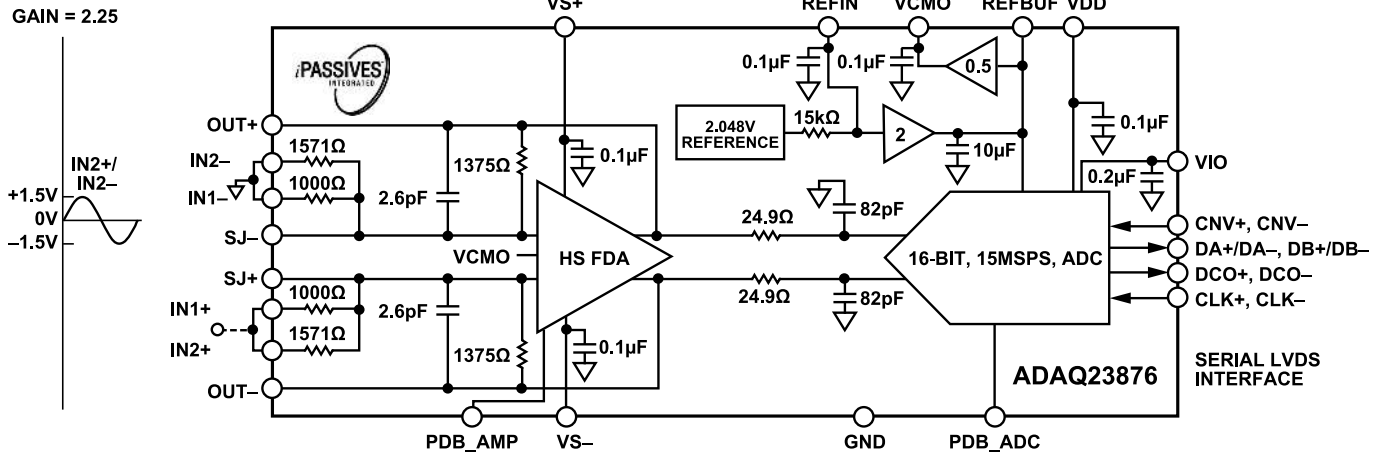 GAIN = 2.25
VS+
REFIN
VCMO
REFBUF
VDD
iPASSIVES
INTEGRATED
0.1µF
0.1µF
0.5
OUT+
2.048V
REFERENCE
15kΩ
2
0.1µF
10µF
IN2+/
IN2–
IN2–
1571Ω
1375Ω
0.1µF
VIO
0.2µF
+1.5V
0V
–1.5V
IN1–
1000Ω
2.6pF
82pF
24.9Ω
CNV+, CNV–
SJ–
VCMO
HS FDA
16-BIT, 15MSPS, ADC
DA+/DA–, DB+/DB–
SJ+
DCO+, DCO–
1000Ω
24.9Ω
CLK+, CLK–
IN1+
2.6pF
82pF
1571Ω
IN2+
1375Ω
0.1µF
SERIAL LVDS
INTERFACE
ADAQ23876
OUT–
PDB_AMP
VS–
GND
PDB_ADC